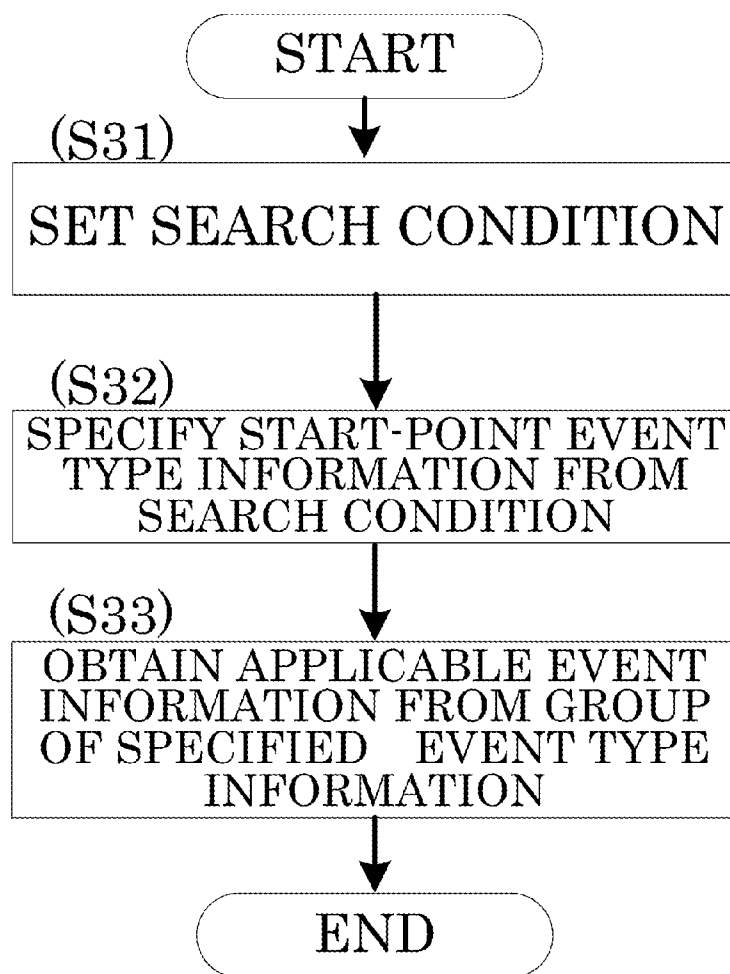 START
(S31)
SET SEARCH CONDITION
(S32)
SPECIFY START-POINT EVENT
TYPE INFORMATION FROM
SEARCH CONDITION
(S33)
OBTAIN APPLICABLE EVENT
INFORMATION FROM GROUP
OF SPECIFIED EVENT TYPE
INFORMATION
END